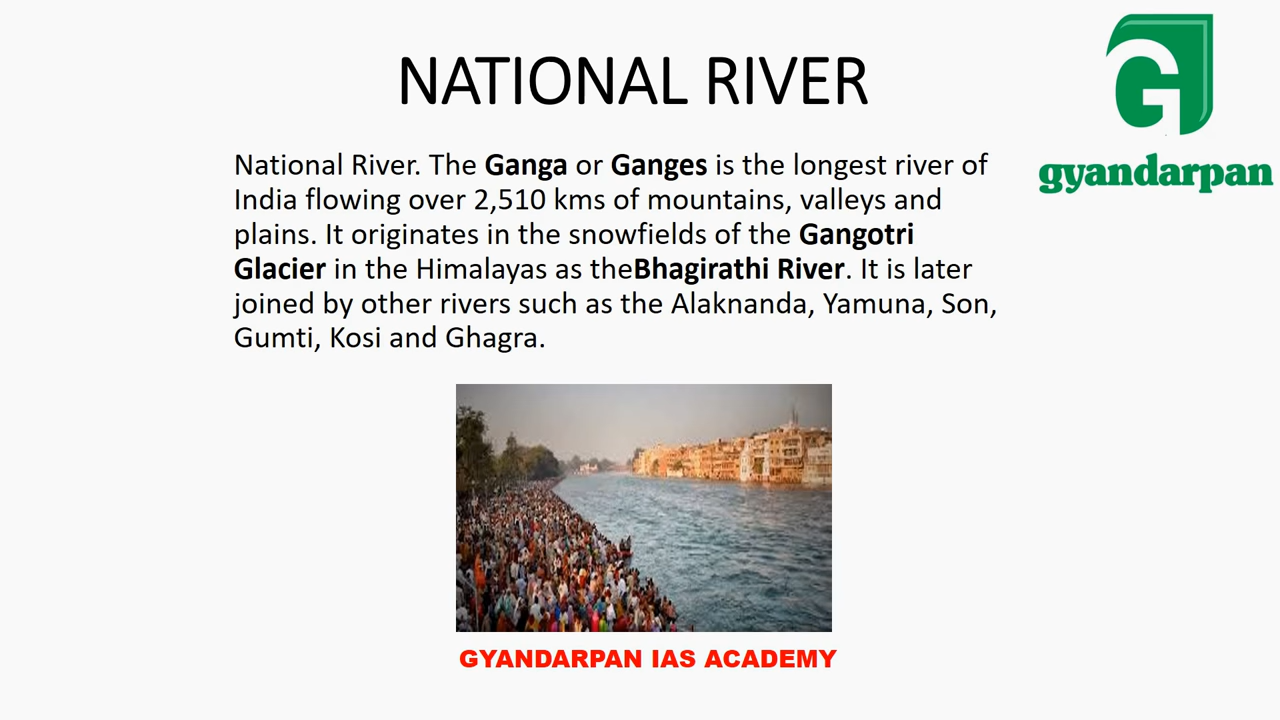 NATIONAL RIVER
gyandarpan
National River. The Ganga or Ganges is the longest river of
India flowing over 2,510 kms of mountains, valleys and
plains. It originates in the snowfields of the Gangotri
Glacier in the Himalayas as theBhagirathi River. It is later
joined by other rivers such as the Alaknanda, Yamuna, Son,
Gumti, Kosi and Ghagra.
GYANDARPAN IAS ACADEMY